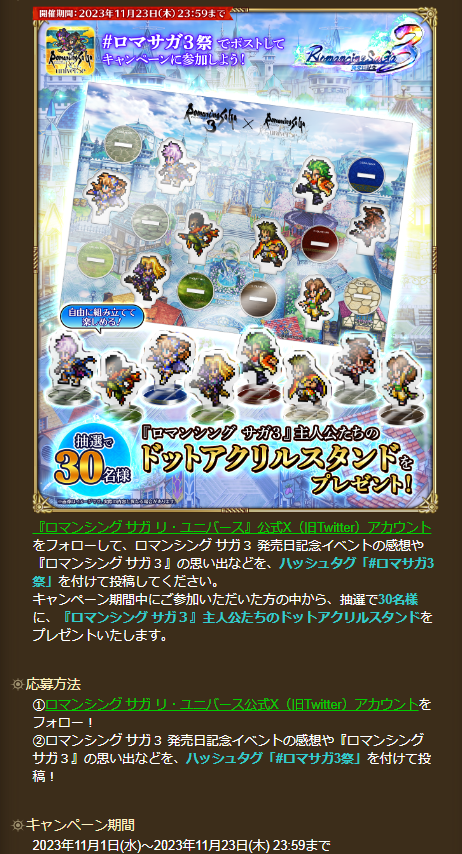 開催期間：2023年11月23日(木) 23:59まで
#ロマサガ3祭 でポストして
キャンペーンに参加しよう!
Romancing SaGa Re; universe
Romancing SaGa 3
Romancing SaGa 3 × Romancing SaGa Re; universe
自由に組み立てて
楽しめる!
抽選で
30名様
『ロマンシング サガ３』主人公たちの
ドットアクリルスタンドを
プレゼント!
『ロマンシング サガ リ・ユニバース』公式X（旧Twitter）アカウント
をフォローして、ロマンシング サガ３ 発売日記念イベントの感想や
『ロマンシング サガ３』の思い出などを、ハッシュタグ「#ロマサガ3
祭」を付けて投稿してください。
キャンペーン期間中にご参加いただいた方の中から、抽選で30名様
に、『ロマンシング サガ３』主人公たちのドットアクリルスタンドを
プレゼントいたします。
応募方法
①ロマンシング サガ リ・ユニバース公式X（旧Twitter）アカウントを
フォロー！
②ロマンシング サガ３ 発売日記念イベントの感想や『ロマンシング
サガ３』の思い出などを、ハッシュタグ「#ロマサガ3祭」を付けて投
稿！
キャンペーン期間
2023年11月1日(水)～2023年11月23日(木) 23:59まで